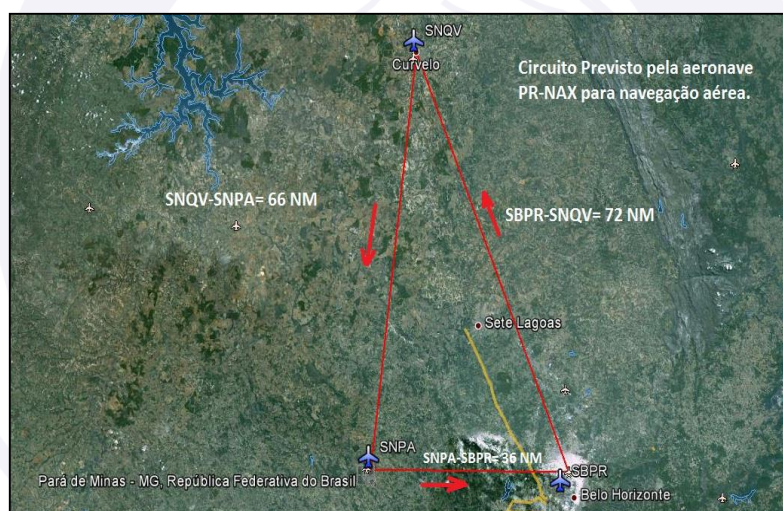 SNQV
Curvelo
Circuito Previsto pela aeronave
PR-NAX para navegação aérea.
SNQV-SNPA= 66 NM
SBPR-SNQV= 72 NM
Sete Lagoas
SNPA
SNPA-SBPR= 36 NM
SBPR
Pará de Minas - MG, República Federativa do Brasil
Belo Horizonte